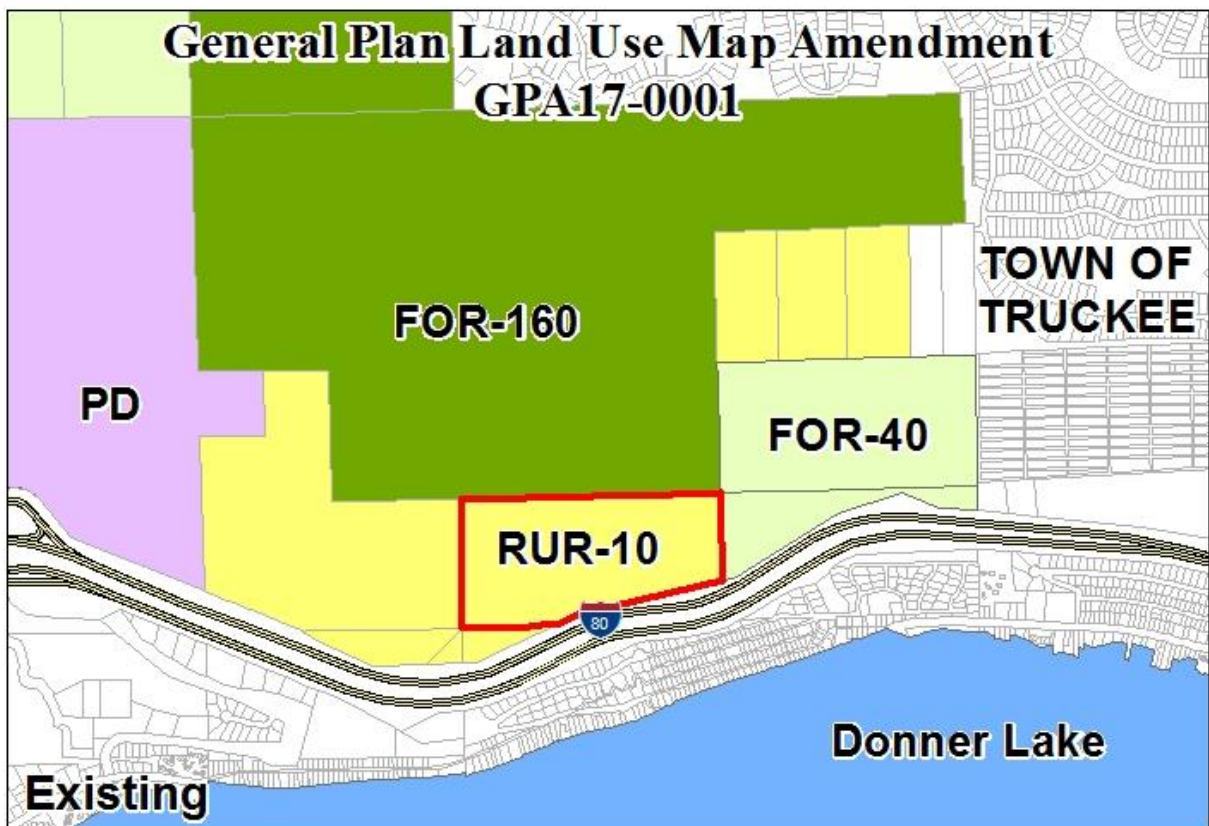 General Plan Land Use Map Amendment
GPA17-0001
TOWN OF
TRUCKEE
FOR-160
PD
FOR-40
RUR-10
80
Donner Lake
Existing